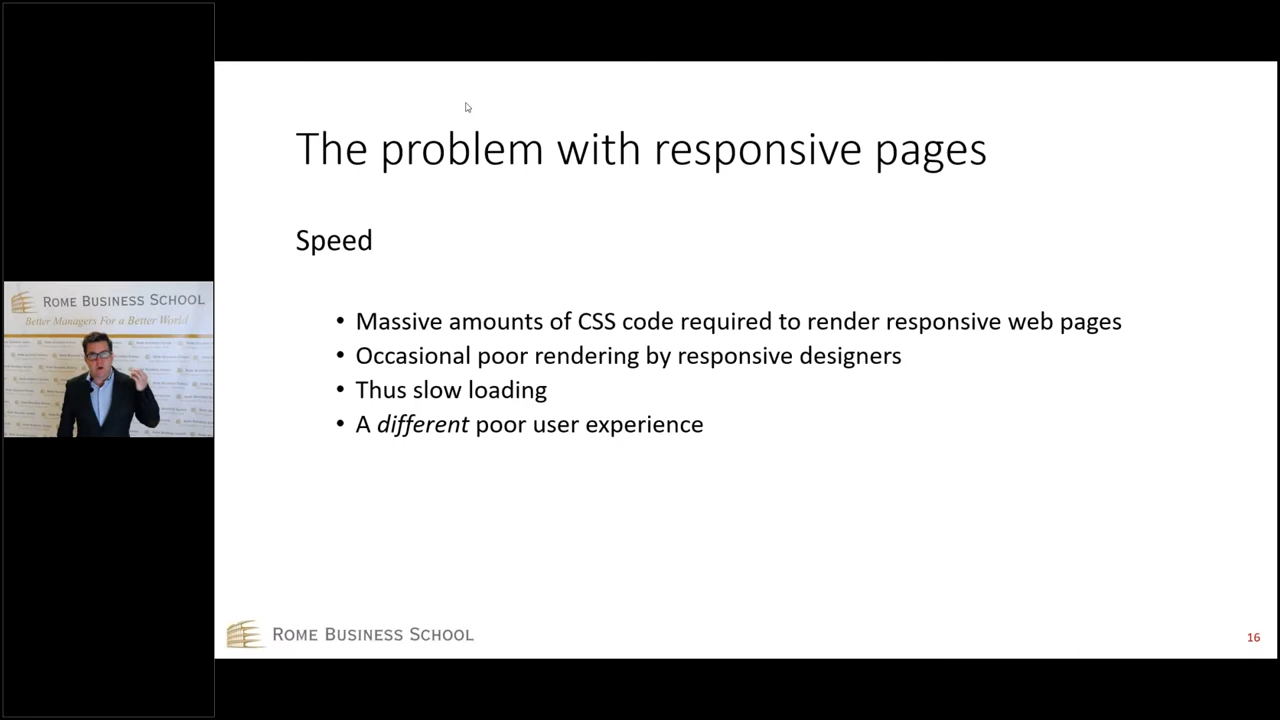 The problem with responsive pages
Speed
• Massive amounts of CSS code required to render responsive web pages
• Occasional poor rendering by responsive designers
• Thus slow loading
• A different poor user experience
ROME BUSINESS SCHOOL
16
ROME BUSINESS SCHOOL
Better Managers For a Better World